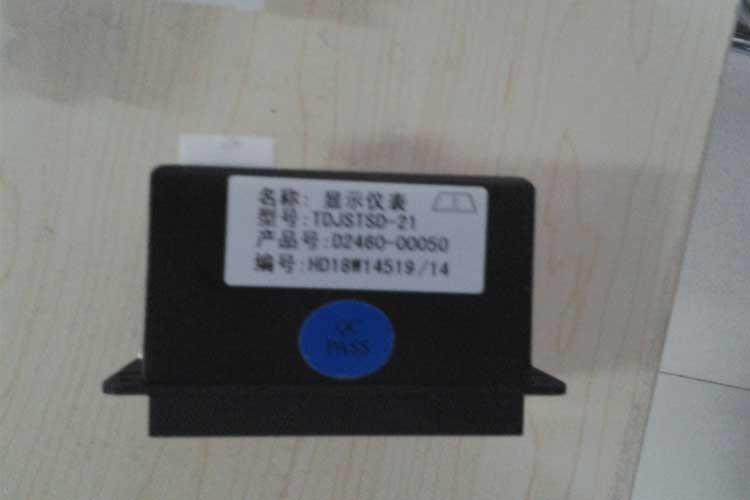 名称: 显示仪表
型号:TDJSTSD-21
产品号:D2460-00050
编号:HD18W14519/14
QC
PASS